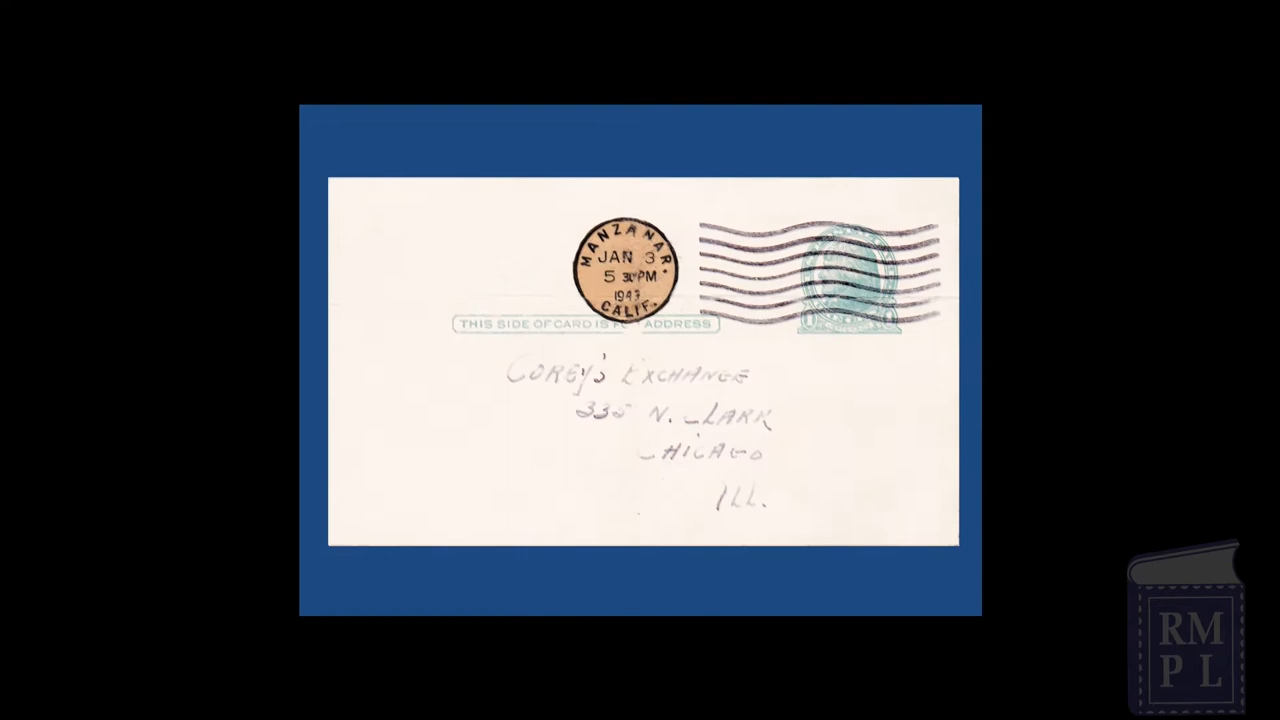 MANZANAR.
JAN 3
5 30 PM
1943
CALIF.
THIS SIDE OF CARD IS ADDRESS
COREY'S EXCHANGE
335 N. CLARK
CHICAGO
ILL.
RM
PL